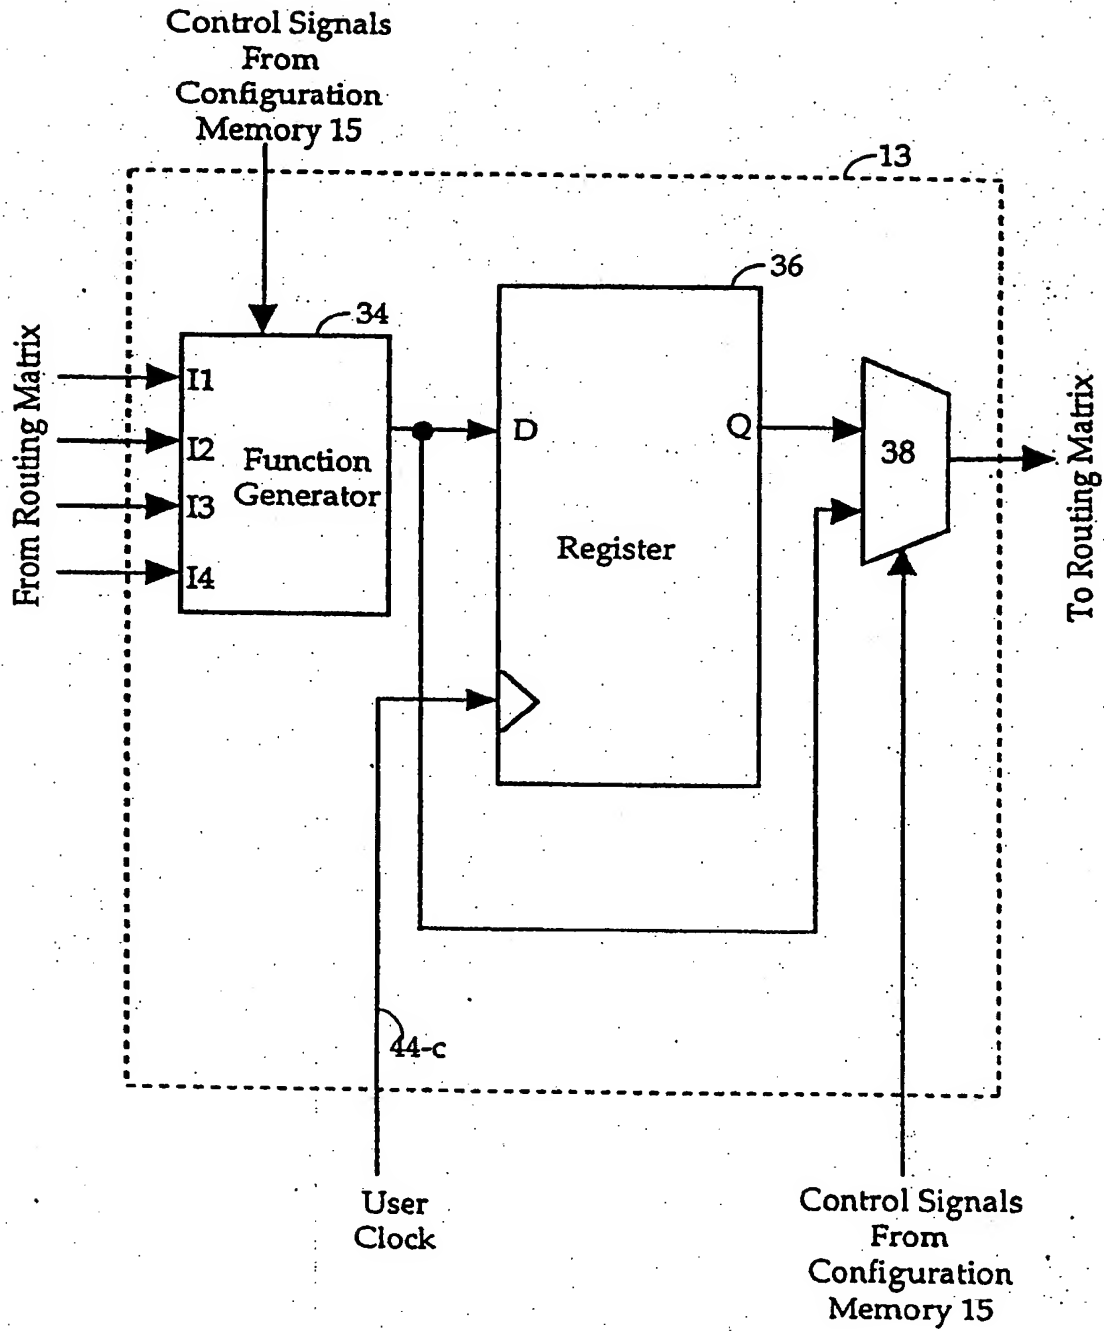 Control Signals
From
Configuration
Memory 15
13
36
34
From Routing Matrix
I1
I2
I3
I4
Function
Generator
D
Q
Register
38
To Routing Matrix
44-c
User
Clock
Control Signals
From
Configuration
Memory 15